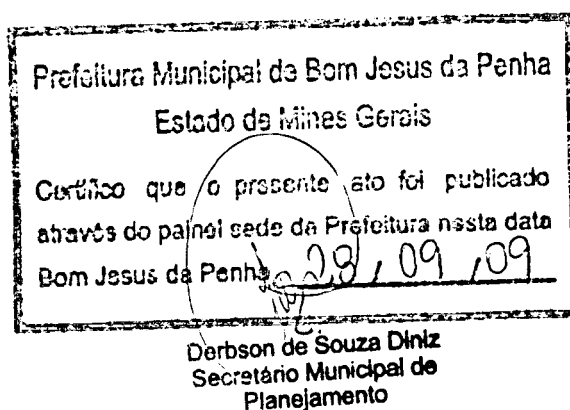 Prefeitura Municipal de Bom Jesus da Penha
Estado de Minas Gerais
Certifico que o presente ato foi publicado
através do painel sede da Prefeitura nesta data
Bom Jesus da Penha 28, 09, 09
Derbson de Souza Diniz
Secretário Municipal de
Planejamento